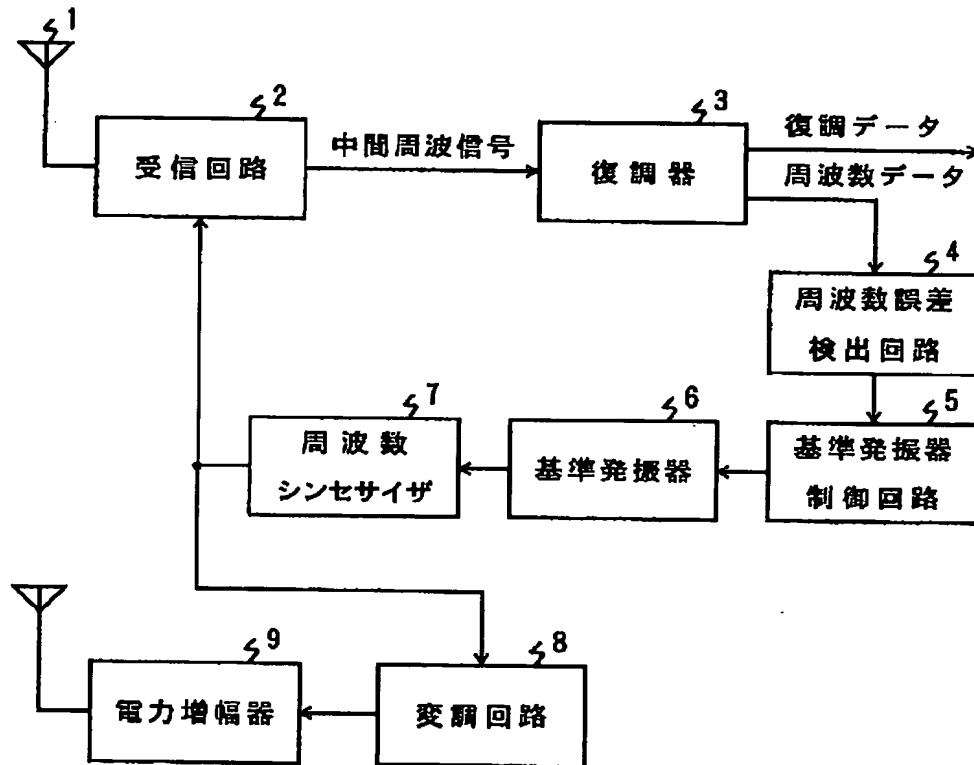 1
2
受信回路
中間周波信号
3
復調器
復調データ
周波数データ
4
周波数誤差
検出回路
5
基準発振器
制御回路
6
基準発振器
7
周波数
シンセサイザ
8
変調回路
9
電力増幅器